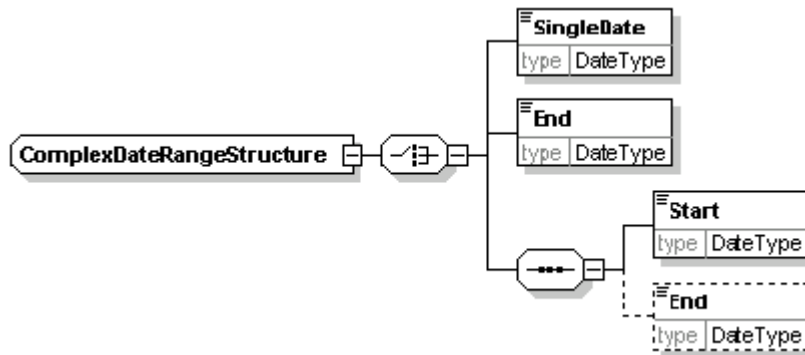 SingleDate
type DateType
End
type DateType
ComplexDateRangeStructure
Start
type DateType
End
type DateType